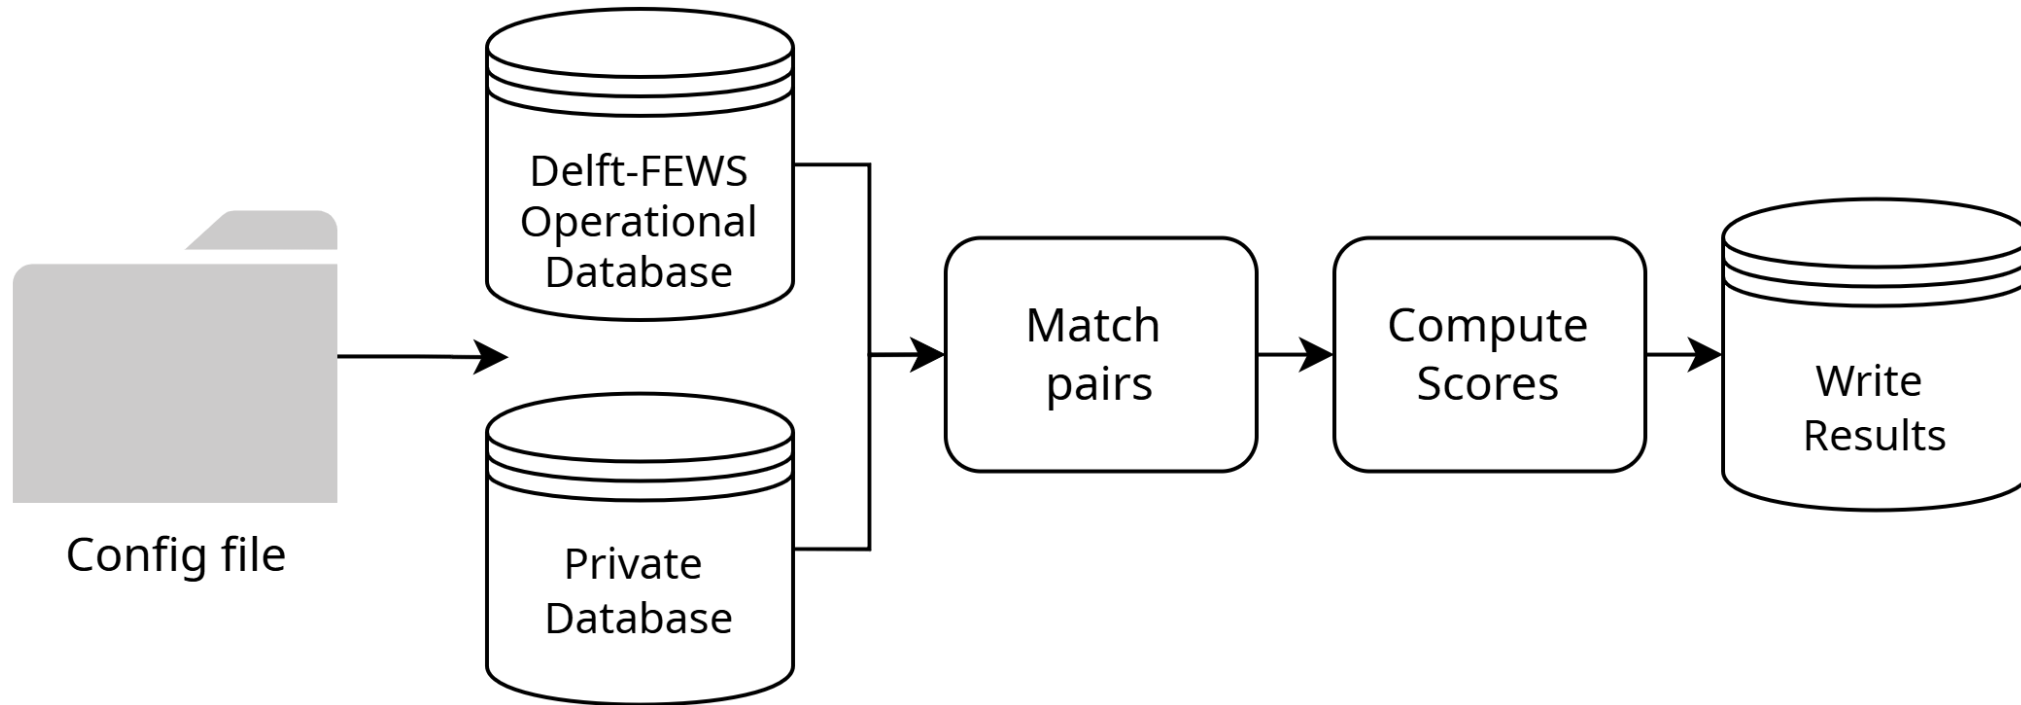 Delft-FEWS
Operational
Database
Config file
Private
Database
Match
pairs
Compute
Scores
Write
Results